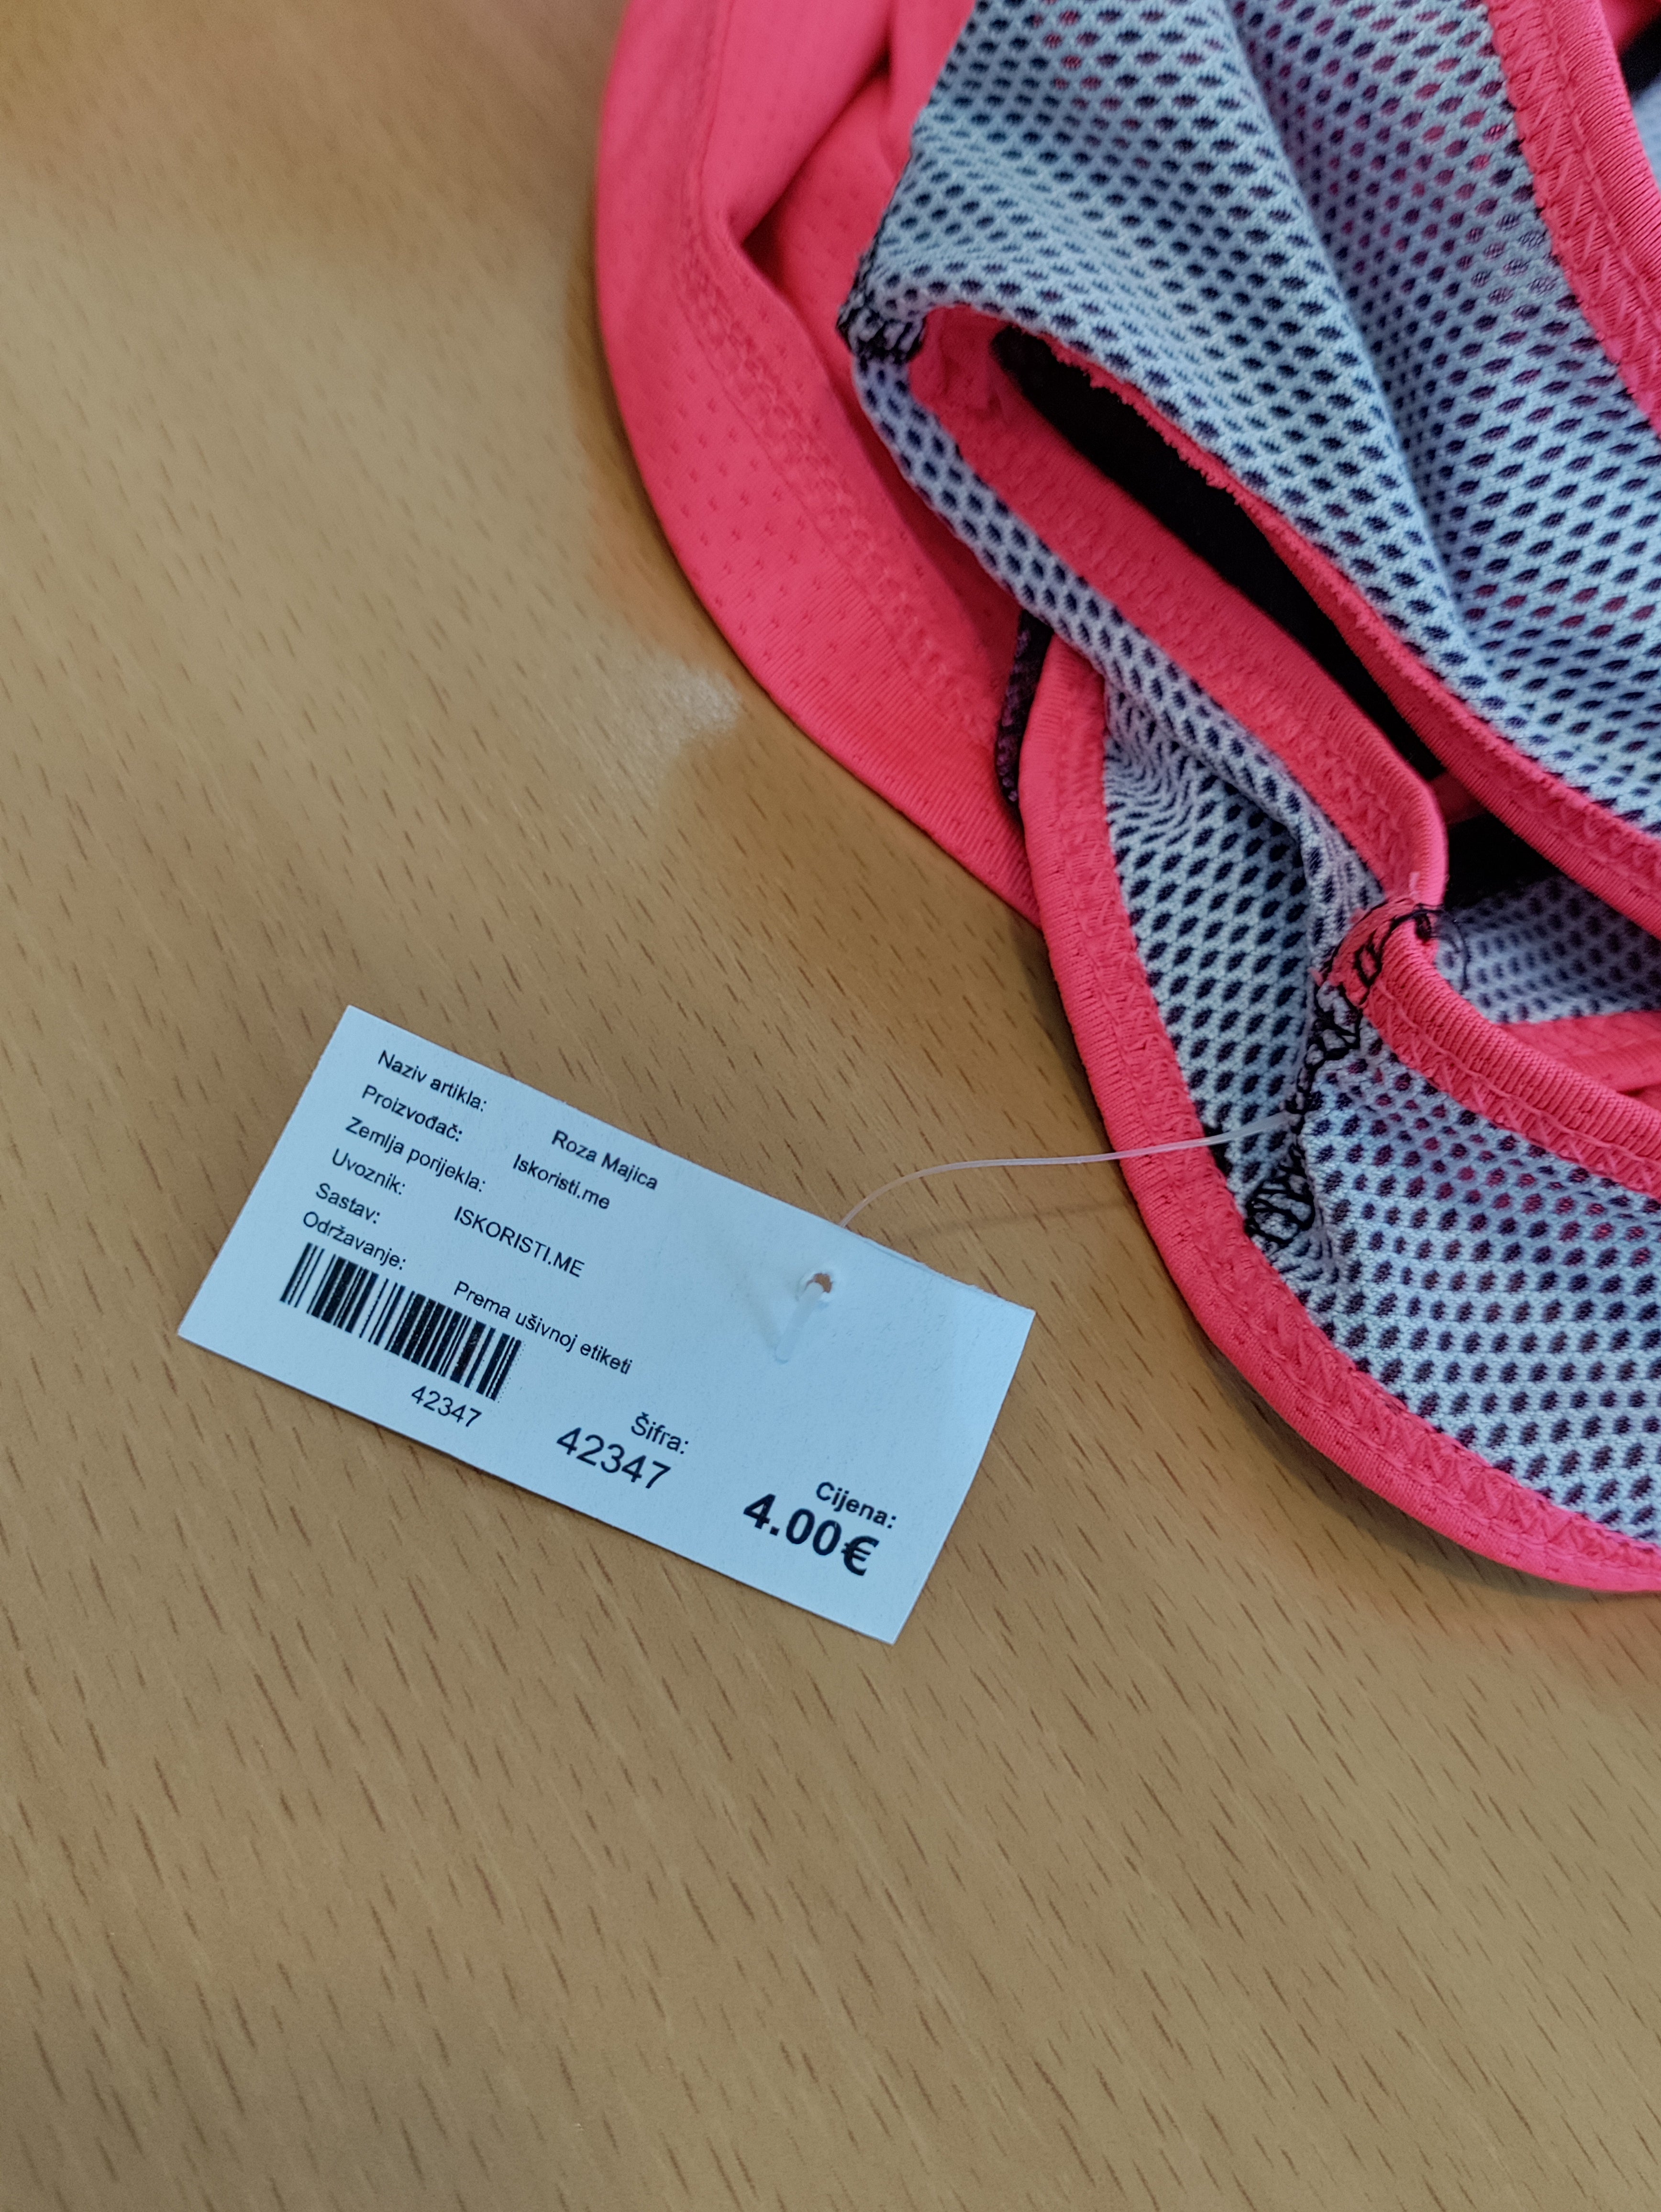 Naziv artikla: Roza Majica
Proizvođač: Iskoristi.me
Zemlja porijekla:
Uvoznik: ISKORISTI.ME
Sastav:
Održavanje: Prema ušivnoj etiketi
42347
Šifra:
42347
Cijena:
4.00€